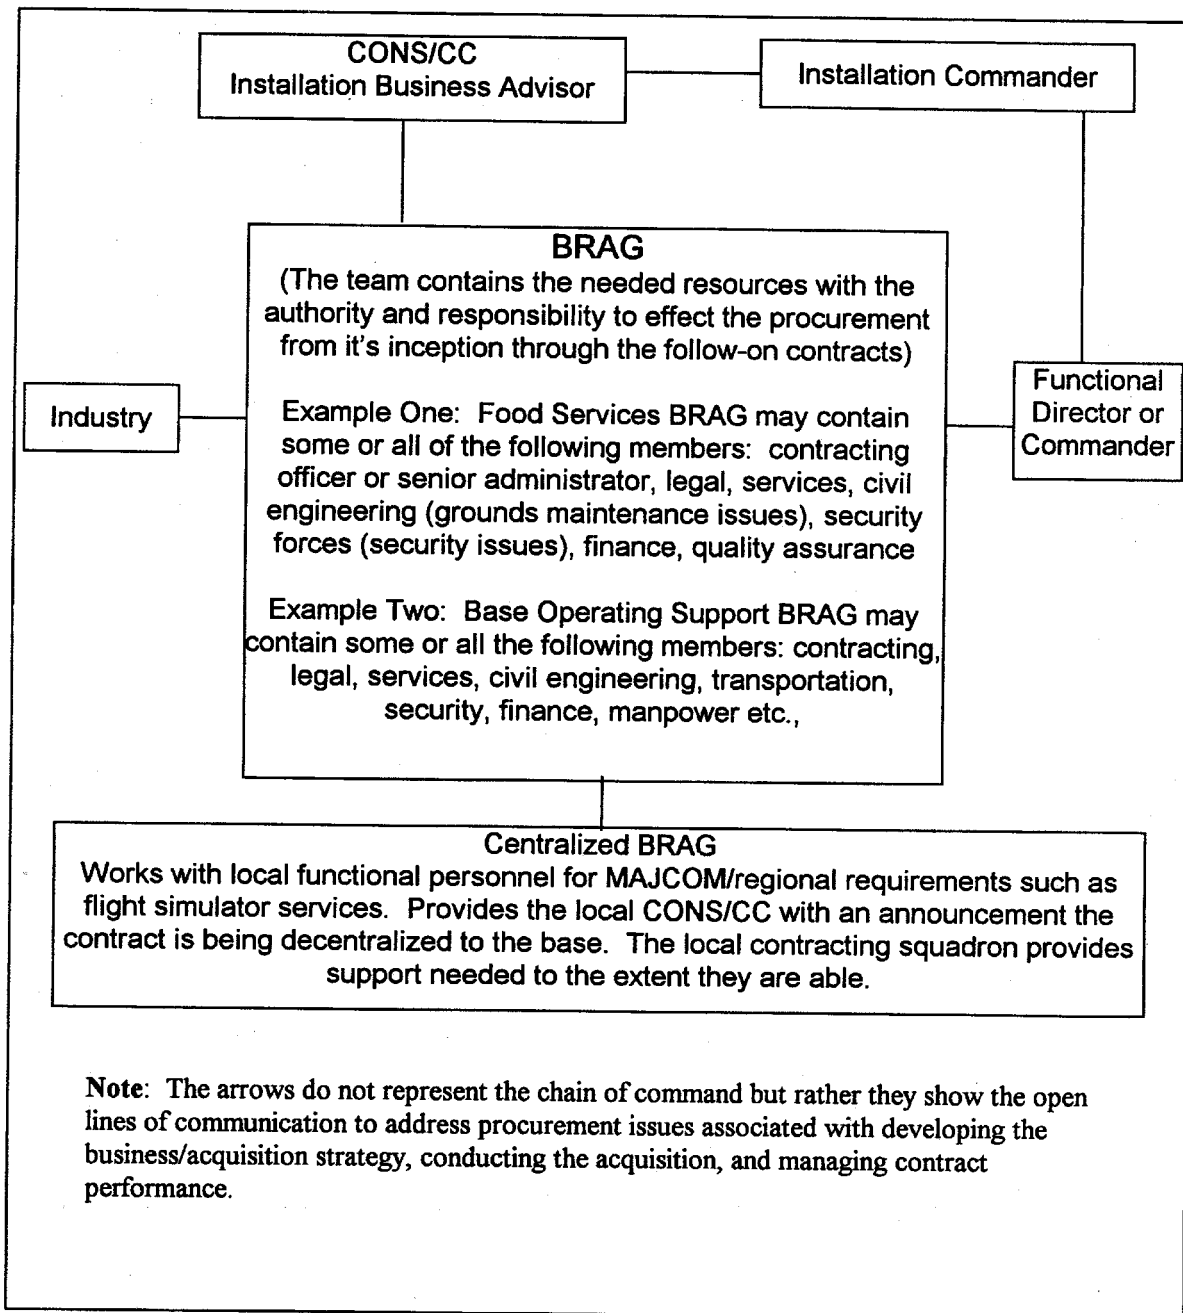 CONS/CC
Installation Business Advisor
Installation Commander
BRAG
(The team contains the needed resources with the
authority and responsibility to effect the procurement
from it's inception through the follow-on contracts)
Example One: Food Services BRAG may contain
some or all of the following members: contracting
officer or senior administrator, legal, services, civil
engineering (grounds maintenance issues), security
forces (security issues), finance, quality assurance
Example Two: Base Operating Support BRAG may
contain some or all the following members: contracting,
legal, services, civil engineering, transportation,
security, finance, manpower etc.,
Industry
Functional
Director or
Commander
Centralized BRAG
Works with local functional personnel for MAJCOM/regional requirements such as
flight simulator services. Provides the local CONS/CC with an announcement the
contract is being decentralized to the base. The local contracting squadron provides
support needed to the extent they are able.
Note: The arrows do not represent the chain of command but rather they show the open
lines of communication to address procurement issues associated with developing the
business/acquisition strategy, conducting the acquisition, and managing contract
performance.